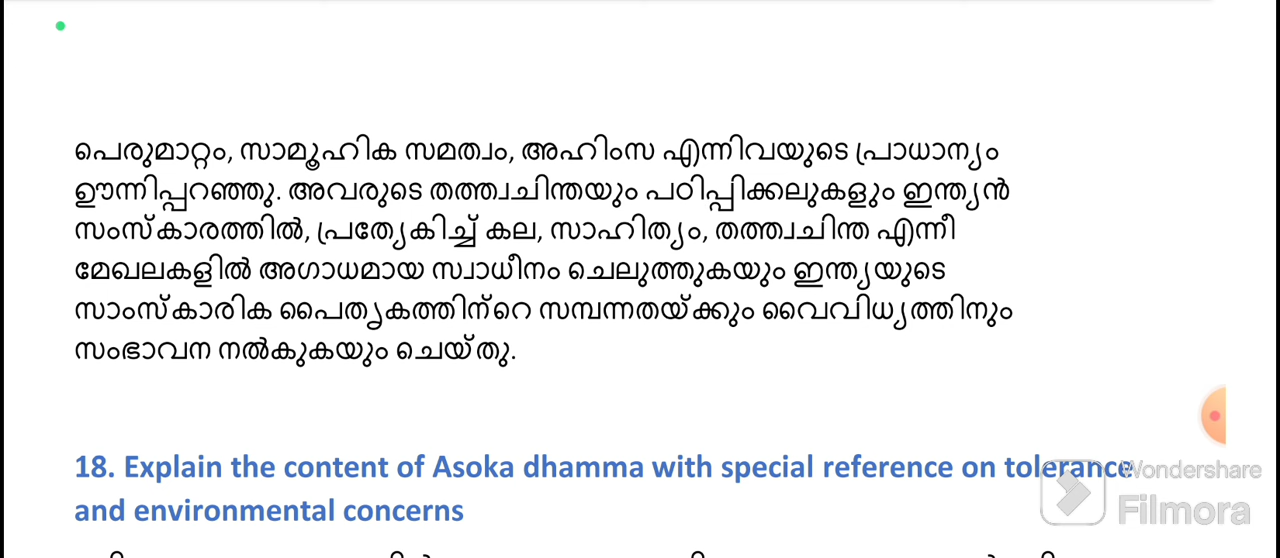 പെരുമാറ്റം, സാമൂഹിക സമത്വം, അഹിംസ എന്നിവയുടെ പ്രാധാന്യം
ഊന്നിപ്പറഞ്ഞു. അവരുടെ തത്ത്വചിന്തയും പഠിപ്പിക്കലുകളും ഇന്ത്യൻ
സംസ്കാരത്തിൽ, പ്രത്യേകിച്ച് കല, സാഹിത്യം, തത്ത്വചിന്ത എന്നീ
മേഖലകളിൽ അഗാധമായ സ്വാധീനം ചെലുത്തുകയും ഇന്ത്യയുടെ
സാംസ്കാരിക പൈതൃകത്തിന്റെ സമ്പന്നതയ്ക്കും വൈവിധ്യത്തിനും
സംഭാവന നൽകുകയും ചെയ്തു.
18. Explain the content of Asoka dhamma with special reference on tolerance
and environmental concerns
Wondershare
Filmora